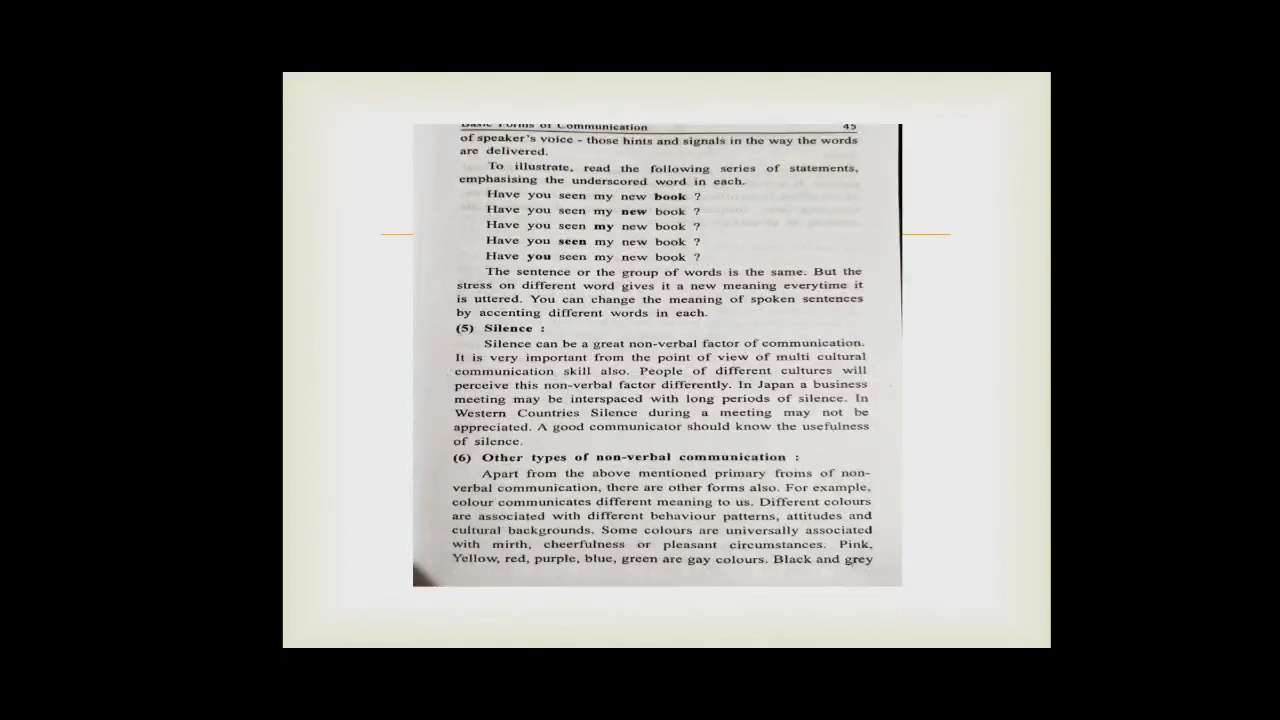 Basic Forms of Communication 45
of speaker's voice - those hints and signals in the way the words
are delivered.
To illustrate, read the following series of statements,
emphasising the underscored word in each.
Have you seen my new book ?
Have you seen my new book ?
Have you seen my new book ?
Have you seen my new book ?
Have you seen my new book ?
The sentence or the group of words is the same. But the
stress on different word gives it a new meaning everytime it
is uttered. You can change the meaning of spoken sentences
by accenting different words in each.
(5) Silence :
Silence can be a great non-verbal factor of communication.
It is very important from the point of view of multi cultural
communication skill also. People of different cultures will
perceive this non-verbal factor differently. In Japan a business
meeting may be interspaced with long periods of silence. In
Western Countries Silence during a meeting may not be
appreciated. A good communicator should know the usefulness
of silence.
(6) Other types of non-verbal communication :
Apart from the above mentioned primary froms of non-
verbal communication, there are other forms also. For example,
colour communicates different meaning to us. Different colours
are associated with different behaviour patterns, attitudes and
cultural backgrounds. Some colours are universally associated
with mirth, cheerfulness or pleasant circumstances. Pink,
Yellow, red, purple, blue, green are gay colours. Black and grey